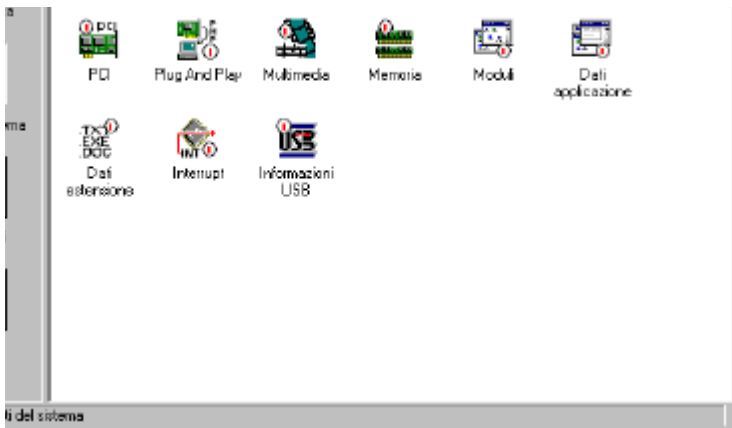 PCI
Plug And Play
Multimedia
Memoria
Moduli
Dati
applicazione
Dati
estensione
Interrupt
Informazioni
USB
PCI
.TXT
.EXE
.DOC
INT
USB
del sistema